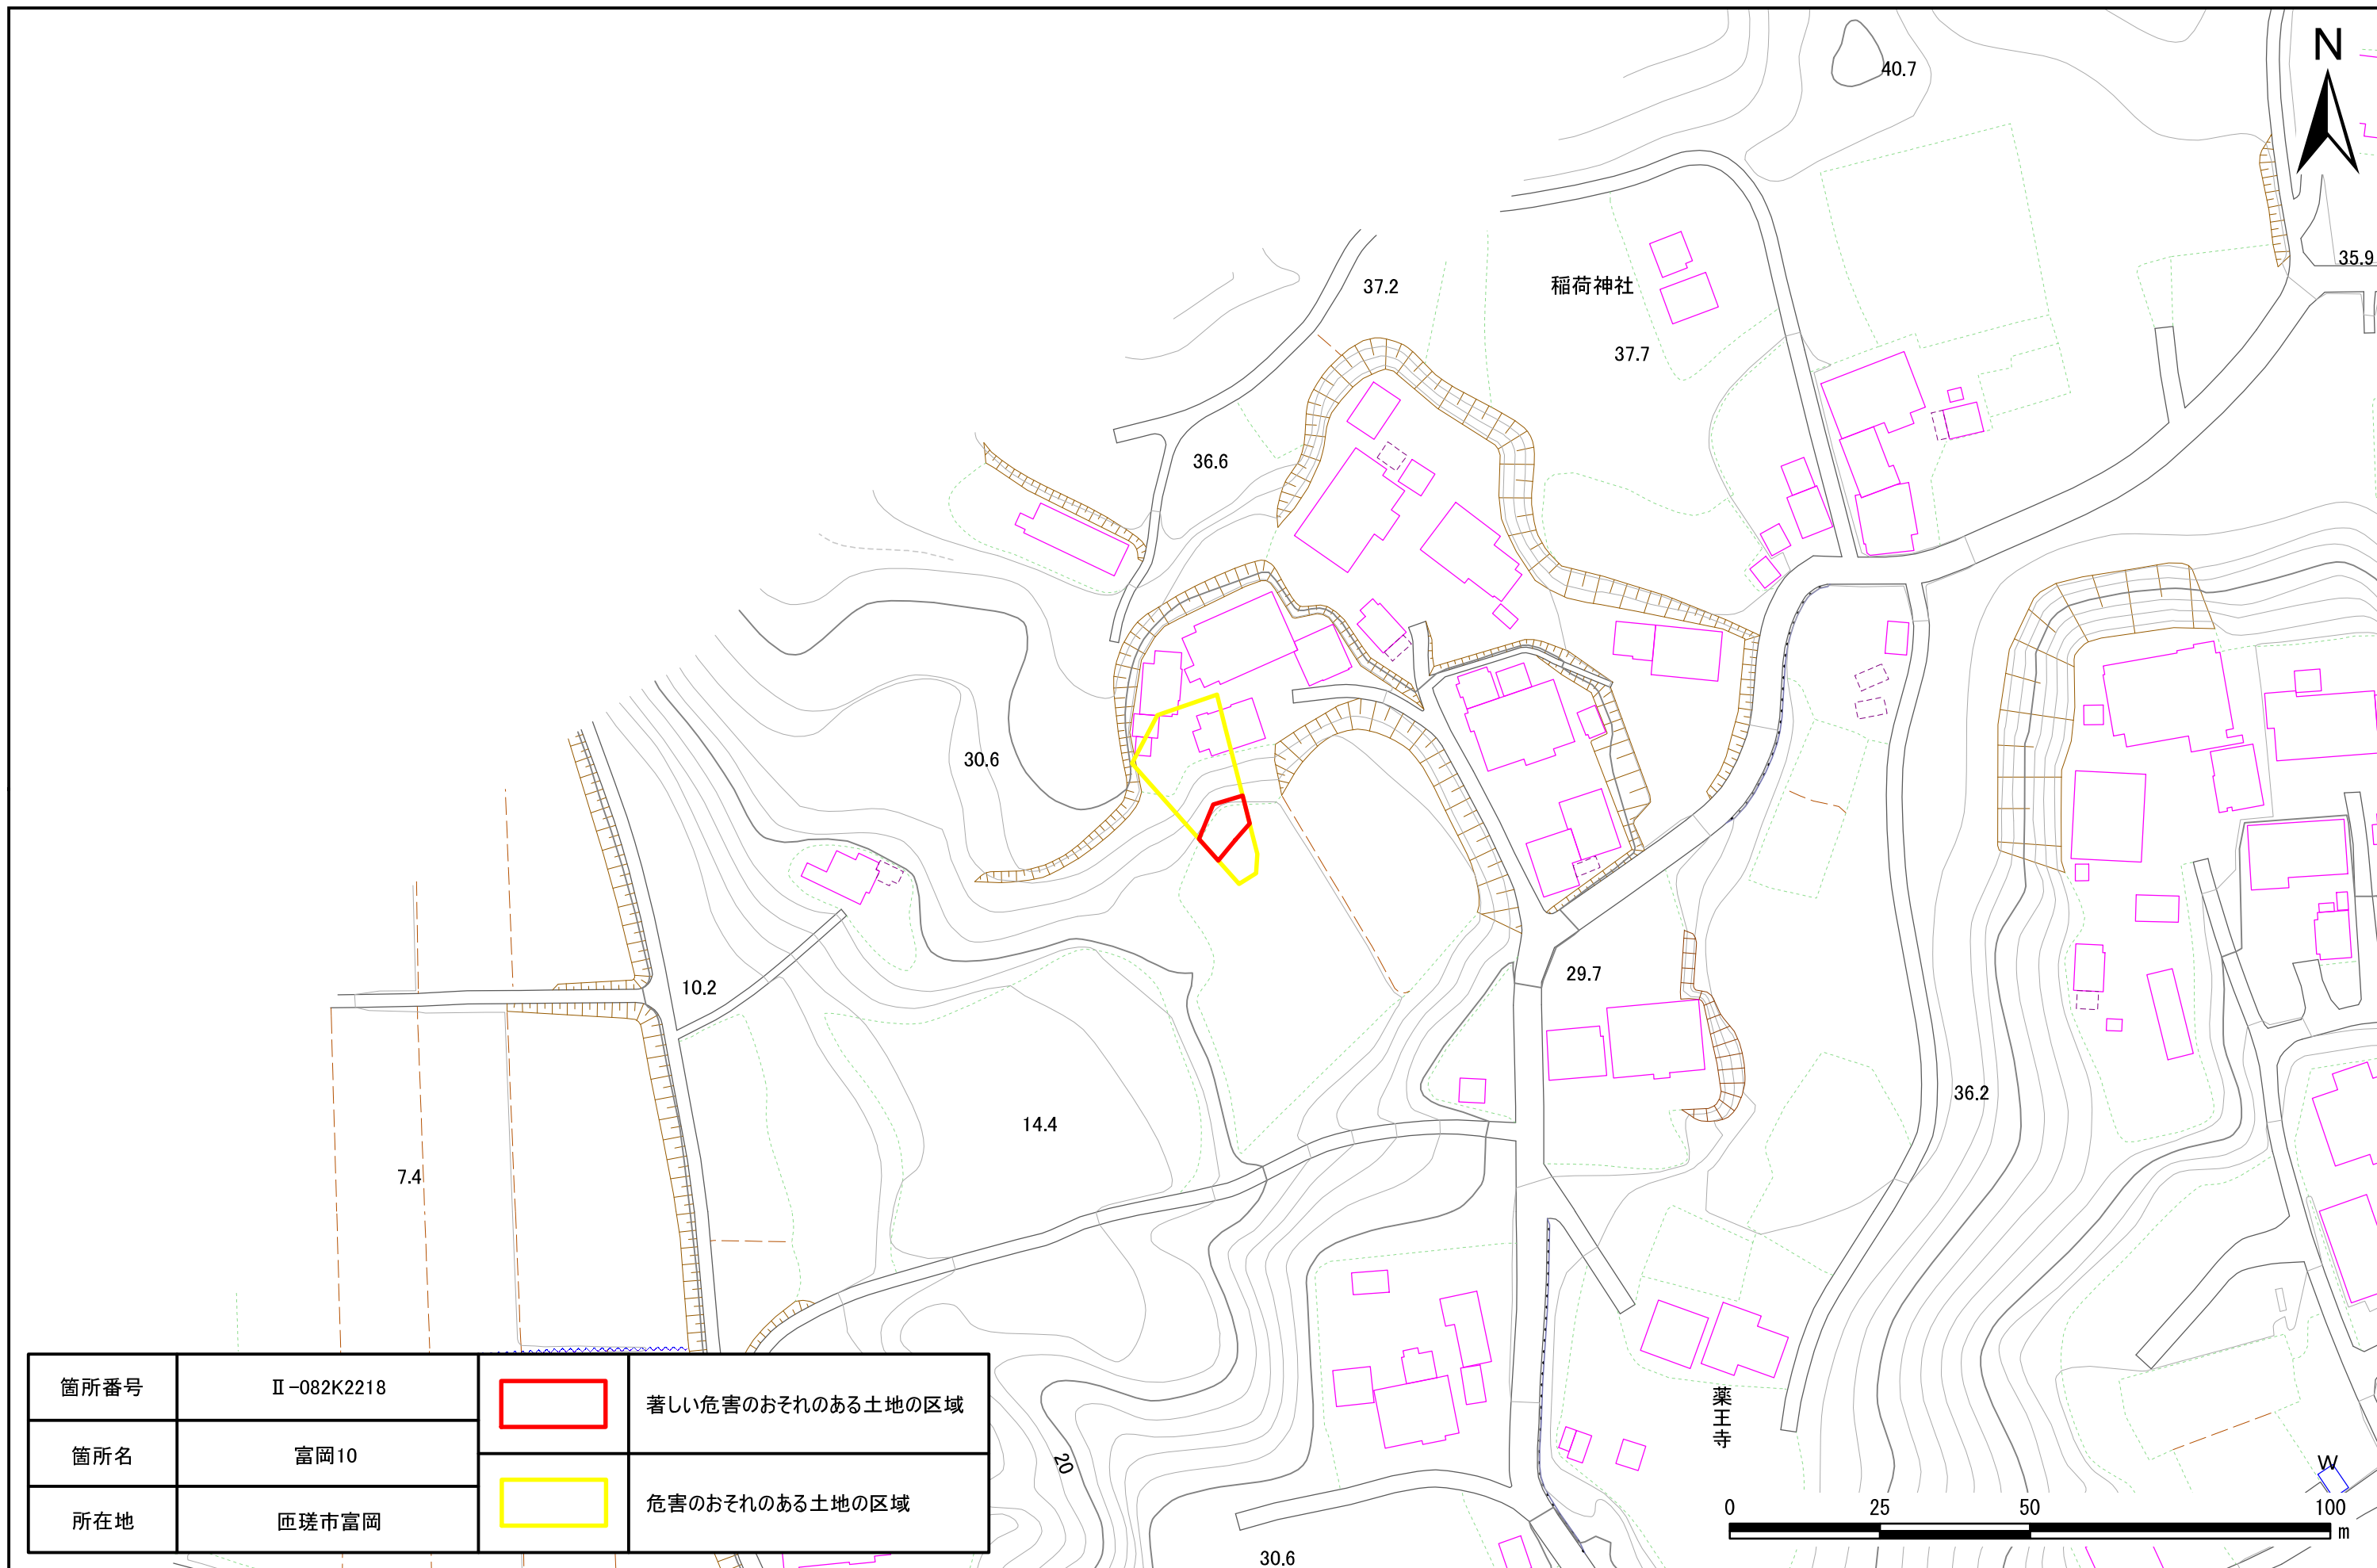 N
40.7
35.9
37.2
稲荷神社
37.7
36.6
30.6
10.2
29.7
14.4
36.2
7.4
薬王寺
20
W
30.6
0 25 50 100
m
箇所番号 Ⅱ-082K2218
箇所名 富岡10
所在地 匝瑳市富岡
著しい危害のおそれのある土地の区域
危害のおそれのある土地の区域